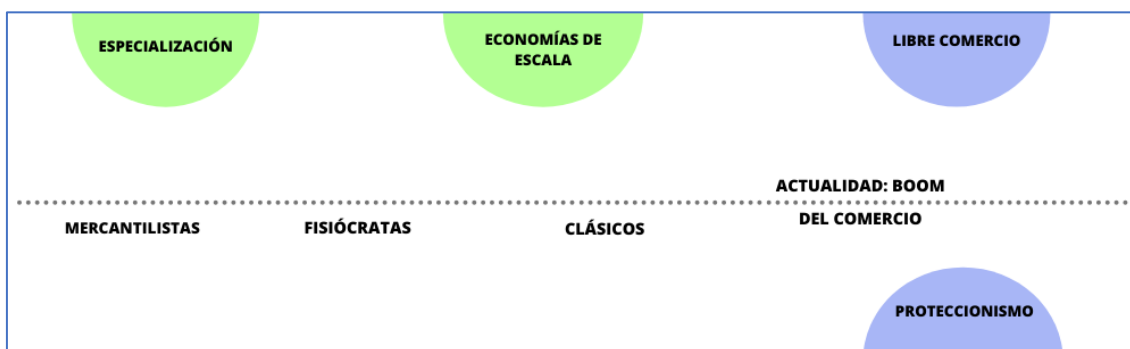 ESPECIALIZACIÓN
ECONOMÍAS DE
ESCALA
LIBRE COMERCIO
ACTUALIDAD: BOOM
DEL COMERCIO
MERCANTILISTAS
FISIÓCRATAS
CLÁSICOS
PROTECCIONISMO